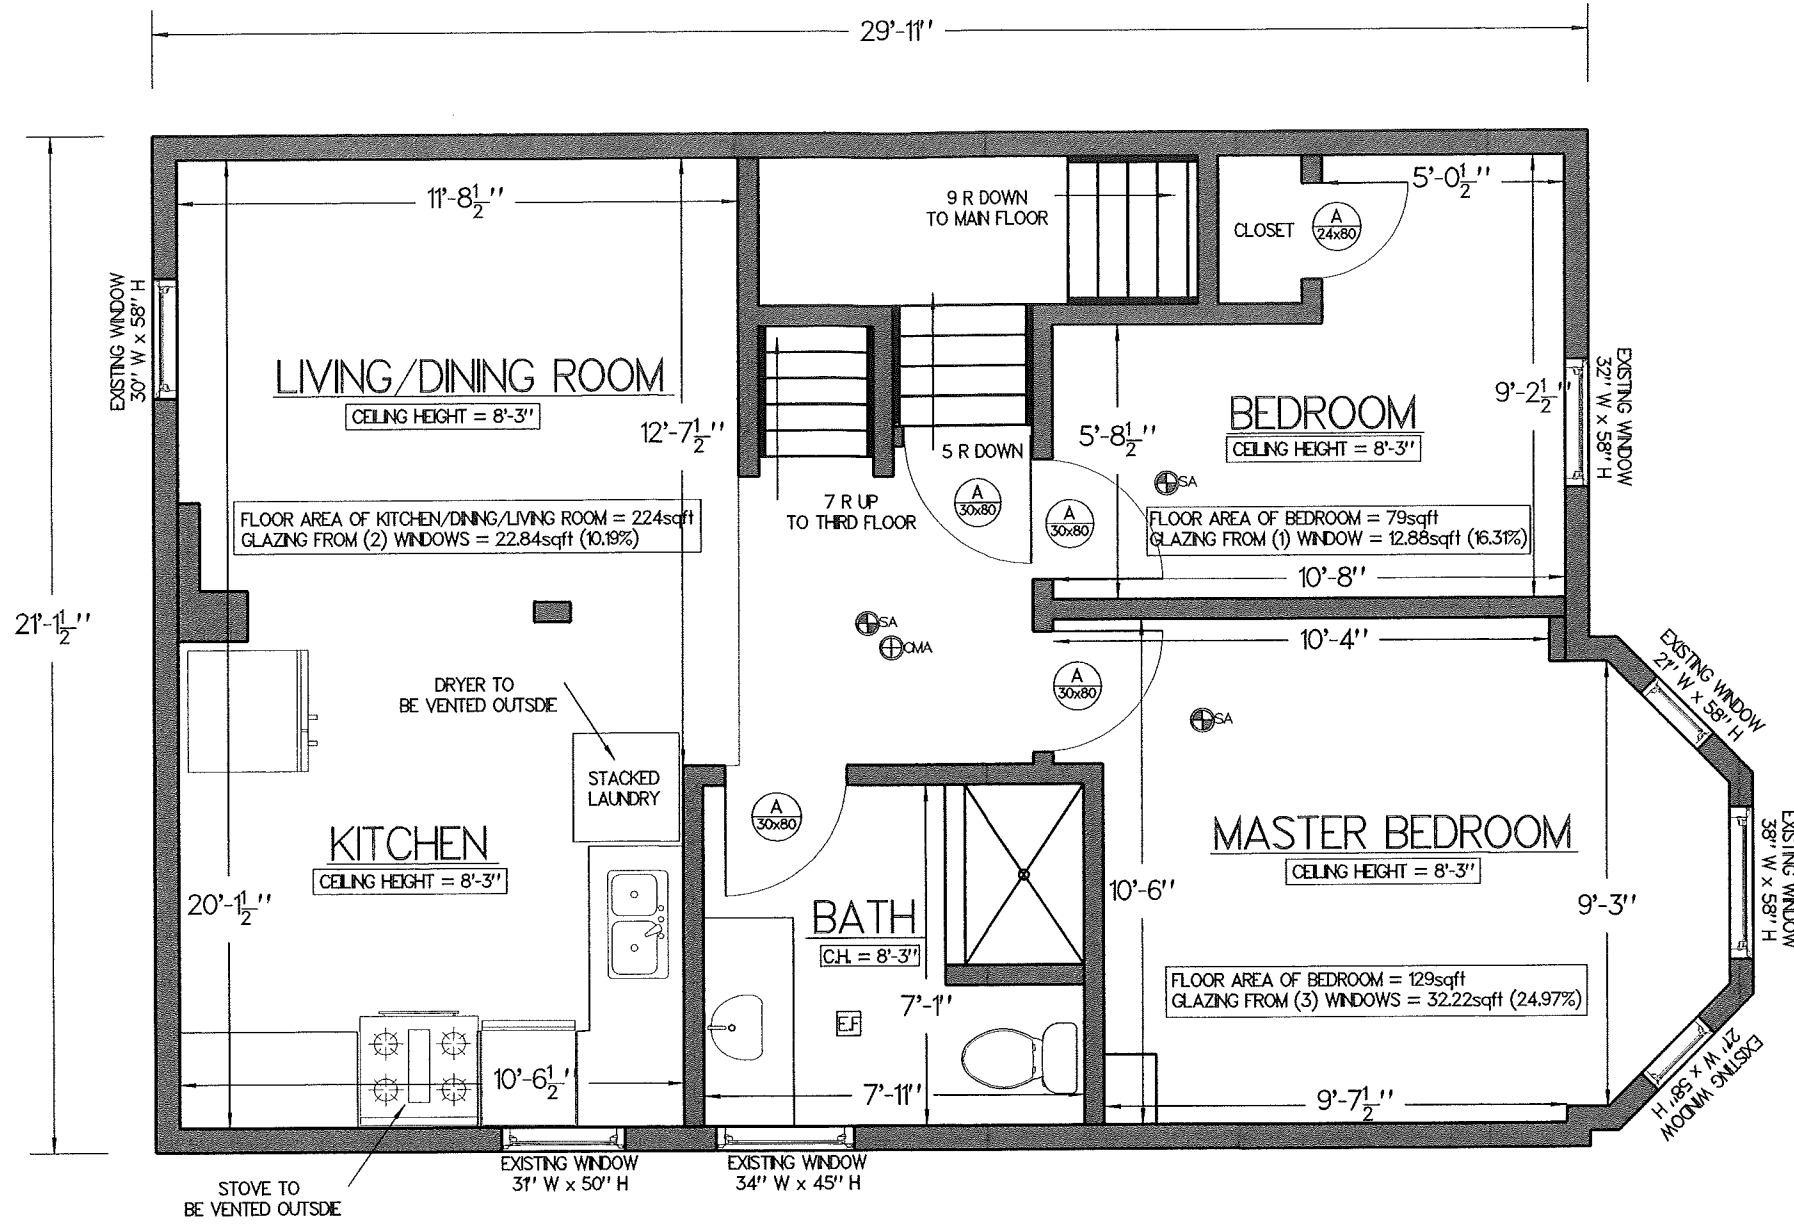 29'-11"
11'-8 1/2"
9 R DOWN
TO MAIN FLOOR
5'-0 1/2"
CLOSET
A
24x80
EXISTING WINDOW
30" W x 58" H
LIVING/DINING ROOM
CEILING HEIGHT = 8'-3"
12'-7 1/2"
5 R DOWN
7 R UP
TO THIRD FLOOR
A
30x80
A
30x80
5'-8 1/2"
BEDROOM
CEILING HEIGHT = 8'-3"
9'-2 1/2"
EXISTING WINDOW
32" W x 58" H
SA
FLOOR AREA OF KITCHEN/DINING/LIVING ROOM = 224sqft
GLAZING FROM (2) WINDOWS = 22.84sqft (10.19%)
FLOOR AREA OF BEDROOM = 79sqft
GLAZING FROM (1) WINDOW = 12.88sqft (16.31%)
10'-8"
21'-1 1/2"
SA
CMA
10'-4"
A
30x80
SA
EXISTING WINDOW
21" W x 58" H
DRYER TO
BE VENTED OUTSDIE
STACKED
LAUNDRY
A
30x80
KITCHEN
CEILING HEIGHT = 8'-3"
20'-1 1/2"
BATH
C.H. = 8'-3"
7'-1"
E.F
10'-6"
MASTER BEDROOM
CEILING HEIGHT = 8'-3"
9'-3"
EXISTING WINDOW
38" W x 58" H
FLOOR AREA OF BEDROOM = 129sqft
GLAZING FROM (3) WINDOWS = 32.22sqft (24.97%)
EXISTING WINDOW
21" W x 58" H
10'-6 1/2"
7'-11"
9'-7 1/2"
EXISTING WINDOW
31" W x 50" H
EXISTING WINDOW
34" W x 45" H
STOVE TO
BE VENTED OUTSDIE